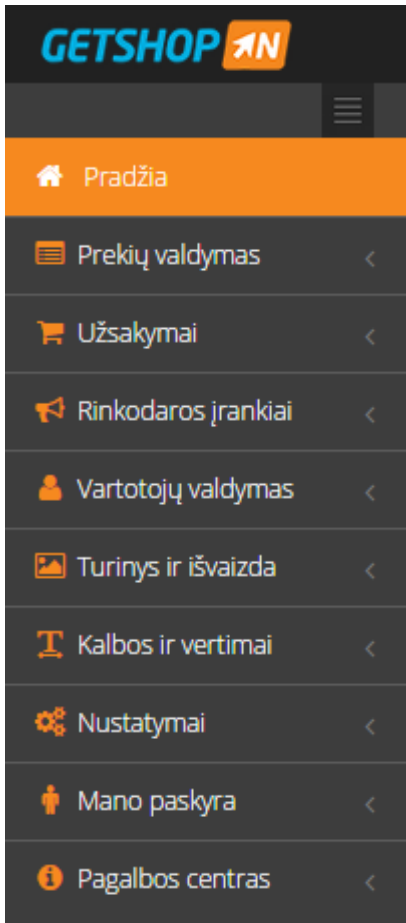 GETSHOP N
Pradžia
Prekių valdymas
Užsakymai
Rinkodaros įrankiai
Vartotojų valdymas
Turinys ir išvaizda
Kalbos ir vertimai
Nustatymai
Mano paskyra
Pagalbos centras